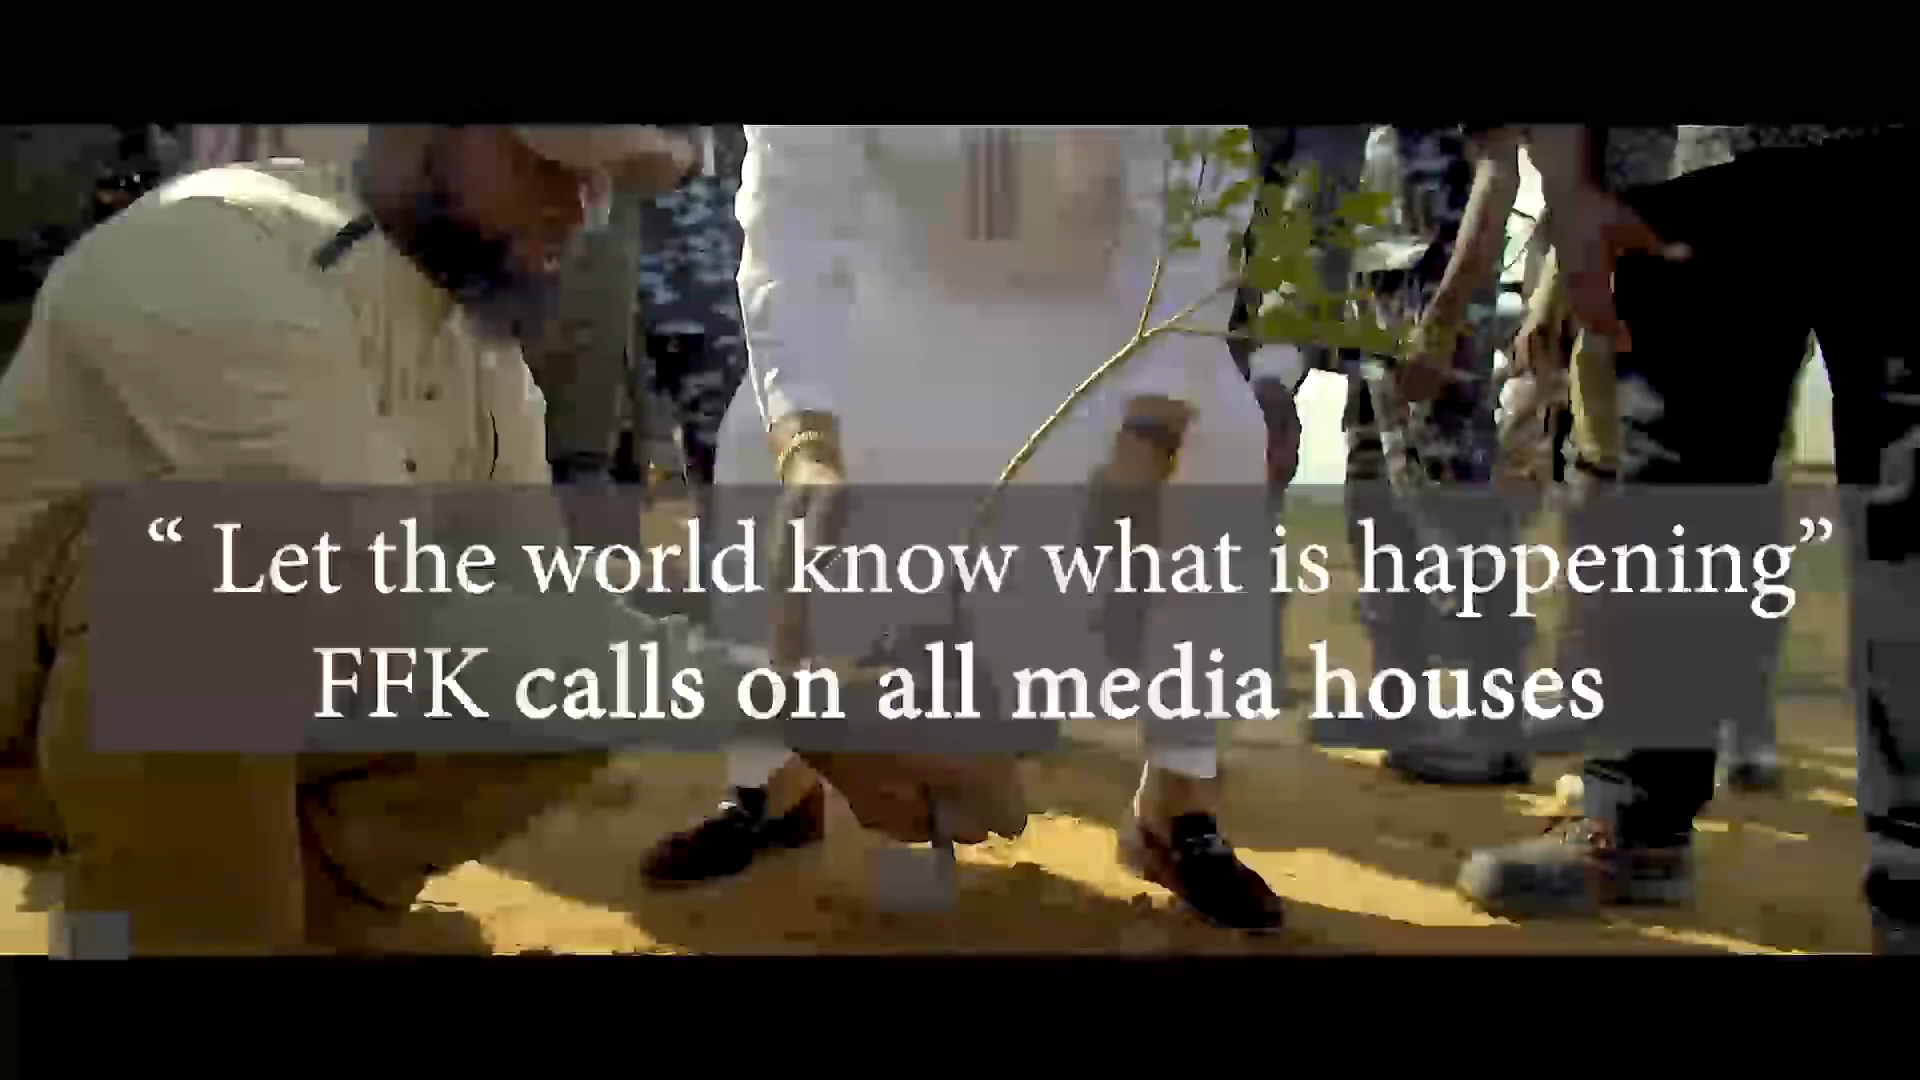 “ Let the world know what is happening”
FFK calls on all media houses